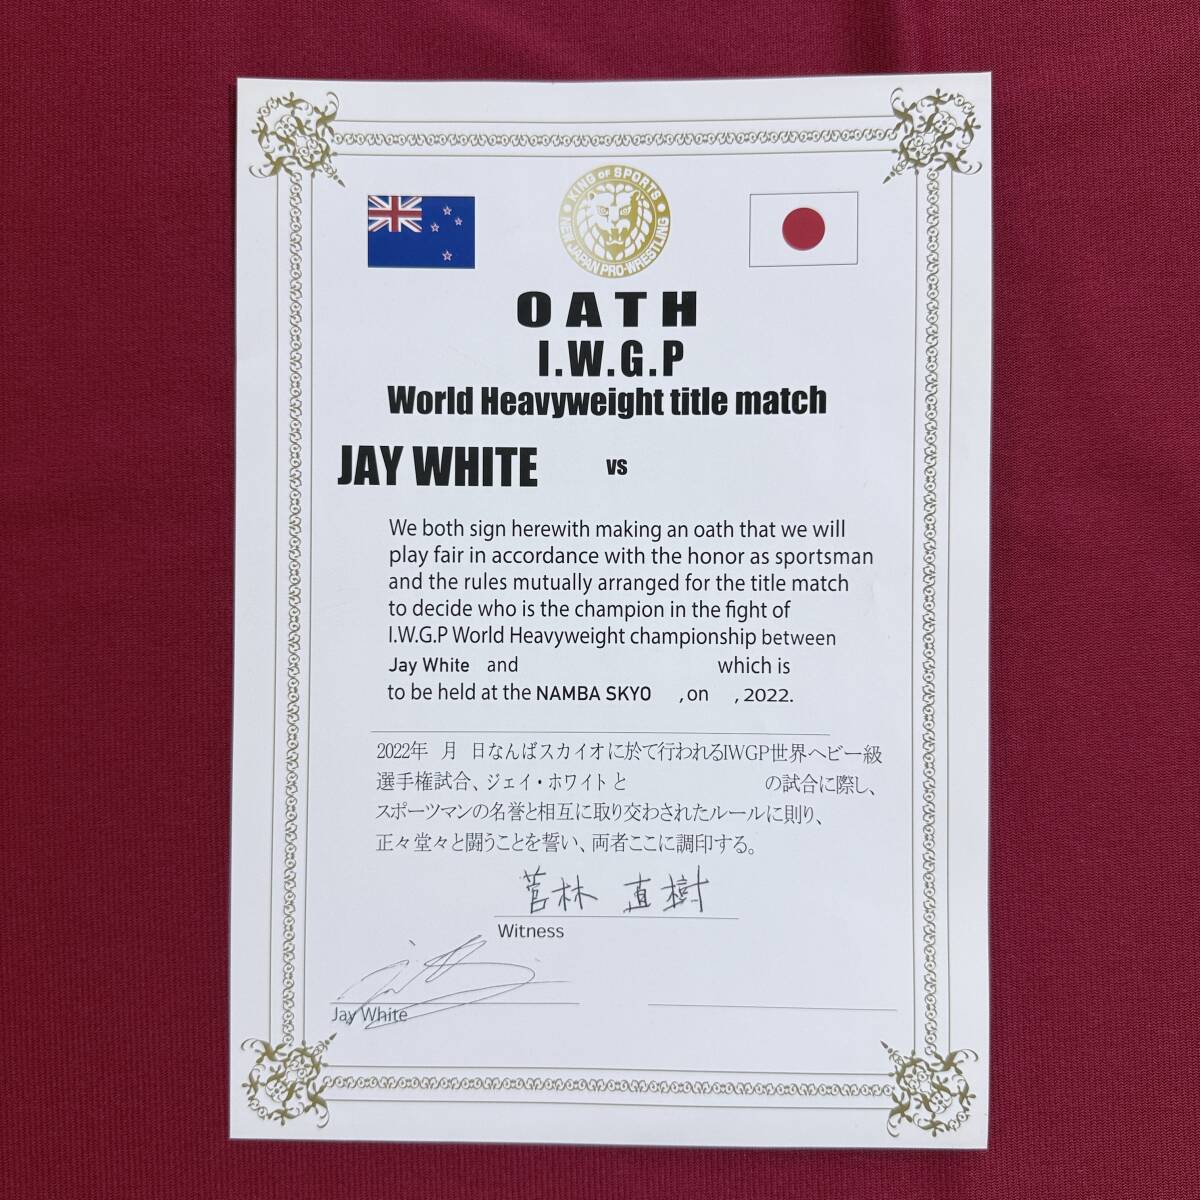 KING OF SPORTS
NEW JAPAN PRO-WRESTLING
OATH
I.W.G.P
World Heavyweight title match
JAY WHITE vs
We both sign herewith making an oath that we will
play fair in accordance with the honor as sportsman
and the rules mutually arranged for the title match
to decide who is the champion in the fight of
I.W.G.P World Heavyweight championship between
Jay White and which is
to be held at the NAMBA SKYO , on , 2022.
2022年 月 日なんばスカイオに於て行われるIWGP世界ヘビー級
選手権試合、ジェイ・ホワイトと の試合に際し、
スポーツマンの名誉と相互に取り交わされたルールに則り、
正々堂々と闘うことを誓い、両者ここに調印する。
菅林 直樹
Witness
Jay White